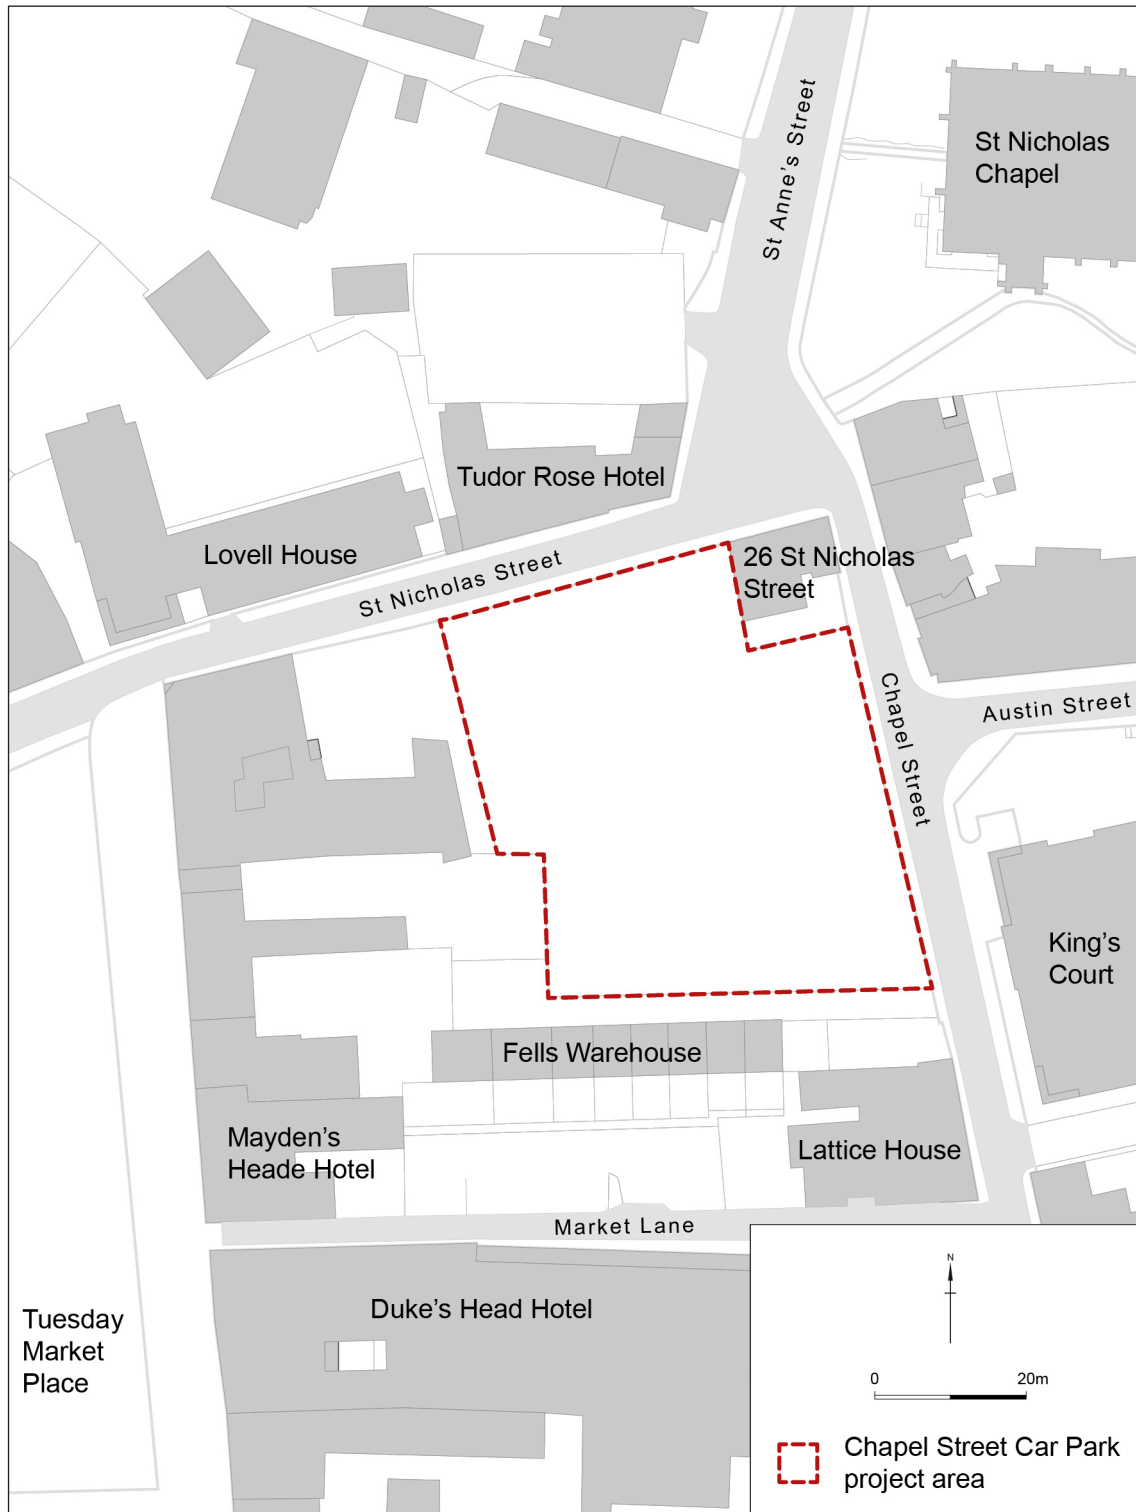 St Anne's Street
St Nicholas
Chapel
Tudor Rose Hotel
Lovell House
St Nicholas Street
26 St Nicholas
Street
Chapel Street
Austin Street
King's
Court
Fells Warehouse
Mayden's
Heade Hotel
Lattice House
Market Lane
Duke's Head Hotel
Tuesday
Market
Place
N
0 20m
Chapel Street Car Park
project area